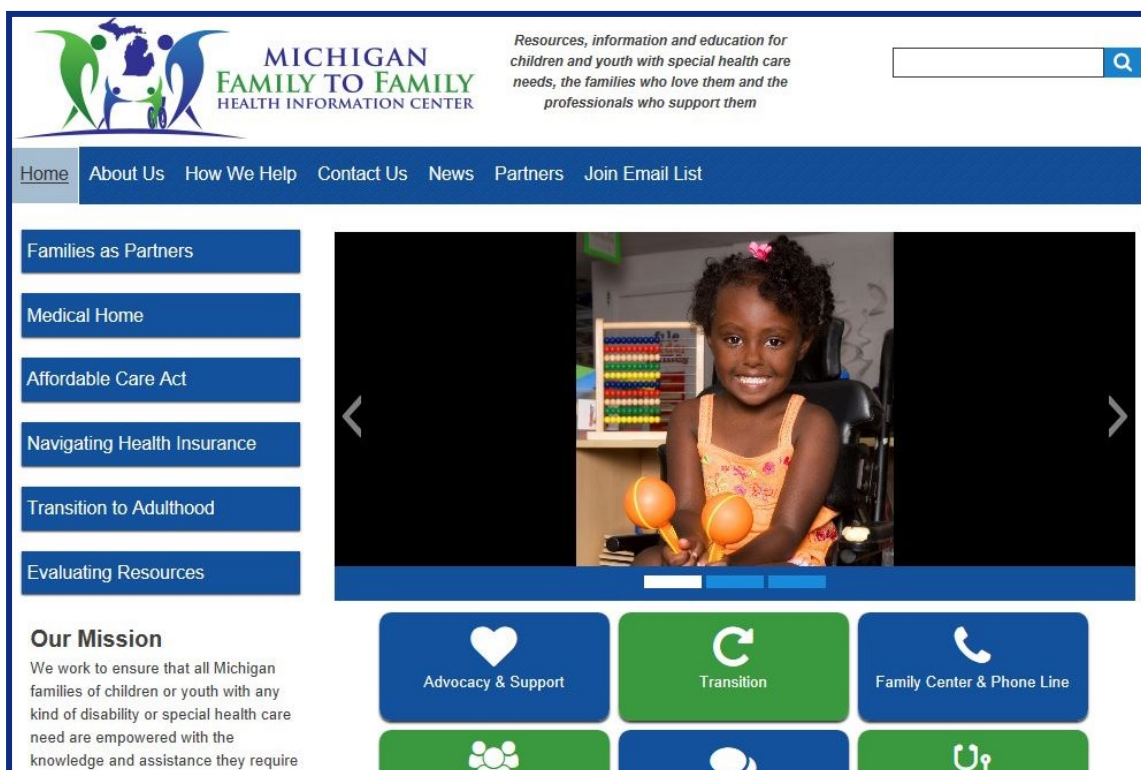 MICHIGAN
FAMILY TO FAMILY
HEALTH INFORMATION CENTER
Resources, information and education for
children and youth with special health care
needs, the families who love them and the
professionals who support them
Home About Us How We Help Contact Us News Partners Join Email List
Families as Partners
Medical Home
Affordable Care Act
Navigating Health Insurance
Transition to Adulthood
Evaluating Resources
Our Mission
We work to ensure that all Michigan
families of children or youth with any
kind of disability or special health care
need are empowered with the
knowledge and assistance they require
Advocacy & Support
Transition
Family Center & Phone Line